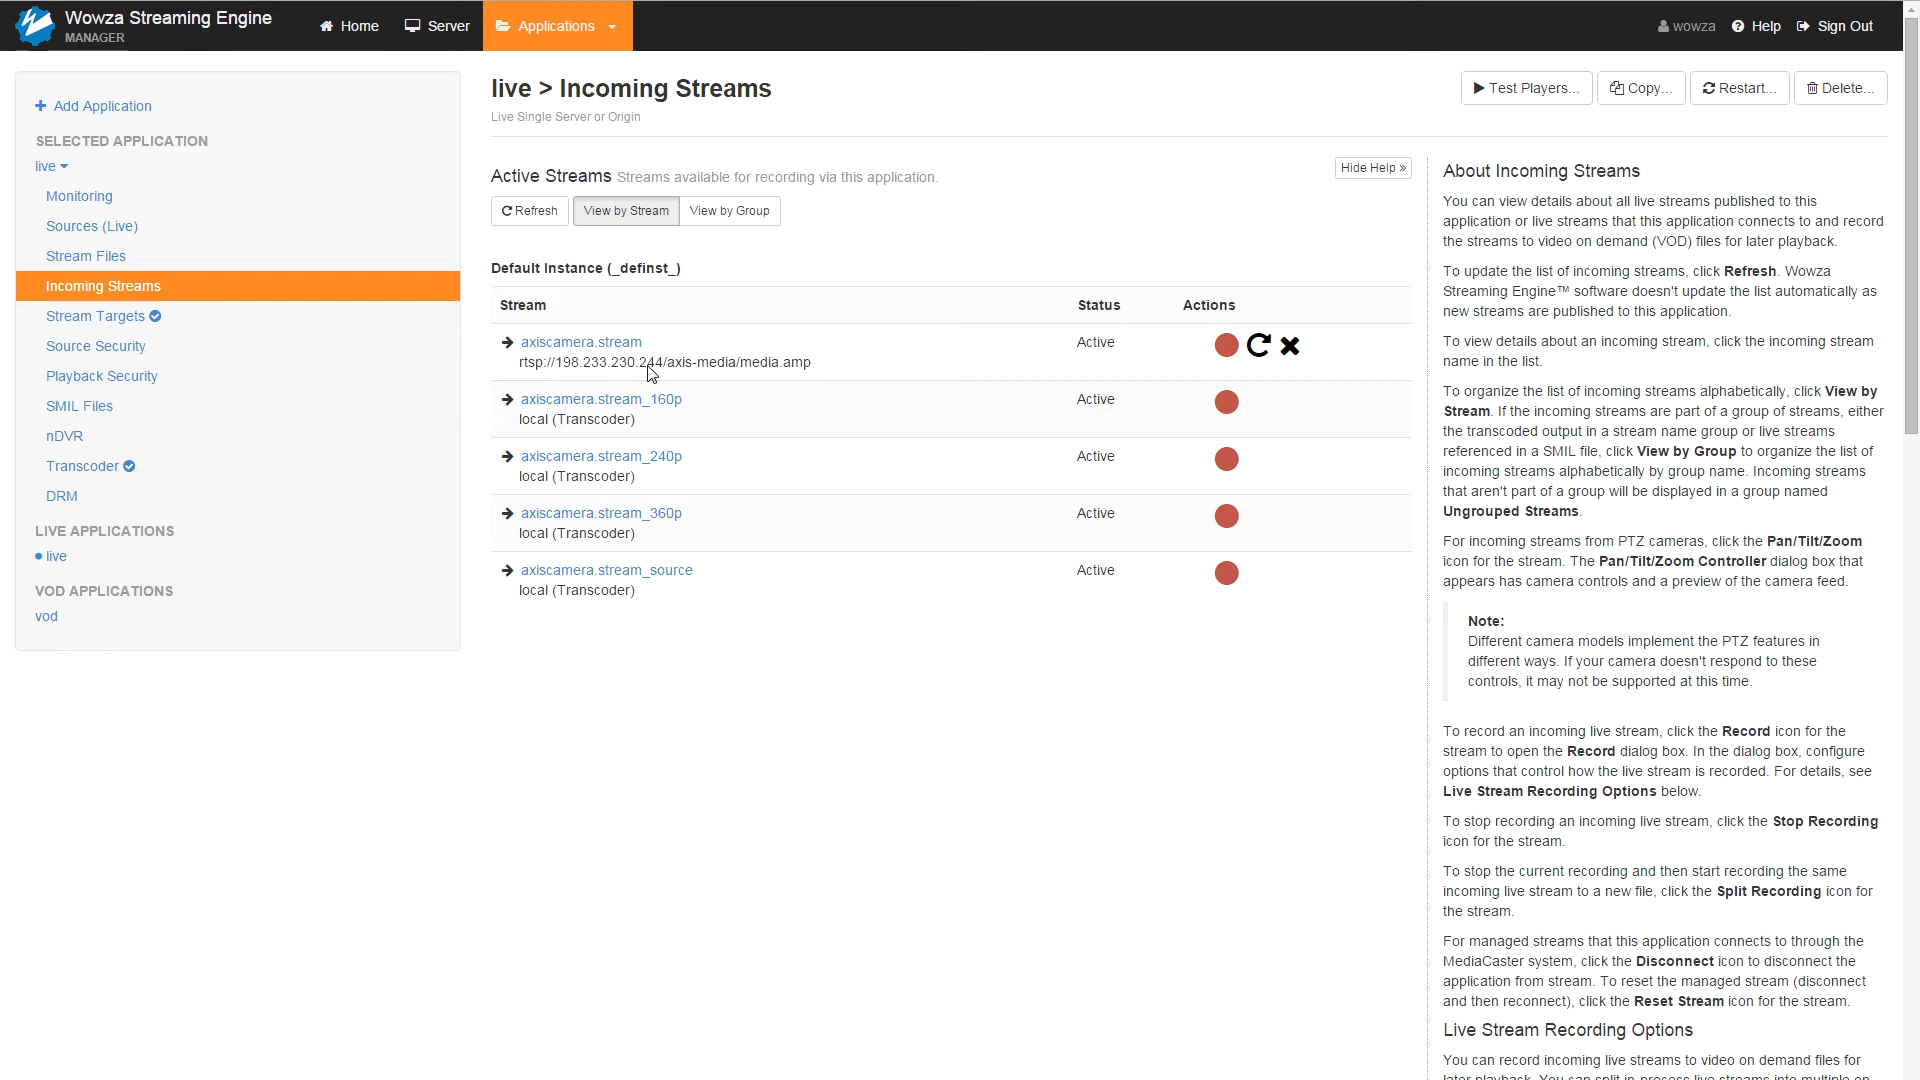 Wowza Streaming Engine
MANAGER
Home
Server
Applications
wowza
Help
Sign Out
Add Application
SELECTED APPLICATION
live
Monitoring
Sources (Live)
Stream Files
Incoming Streams
Stream Targets
Source Security
Playback Security
SMIL Files
nDVR
Transcoder
DRM
LIVE APPLICATIONS
live
VOD APPLICATIONS
vod
live > Incoming Streams
Live Single Server or Origin
Test Players...
Copy...
Restart...
Delete...
Active Streams Streams available for recording via this application.
Hide Help »
Refresh
View by Stream
View by Group
Default Instance (_definst_)
Stream Status Actions
axiscamera.stream Active
rtsp://198.233.230.244/axis-media/media.amp
axiscamera.stream_160p Active
local (Transcoder)
axiscamera.stream_240p Active
local (Transcoder)
axiscamera.stream_360p Active
local (Transcoder)
axiscamera.stream_source Active
local (Transcoder)
About Incoming Streams
You can view details about all live streams published to this
application or live streams that this application connects to and record
the streams to video on demand (VOD) files for later playback.
To update the list of incoming streams, click Refresh. Wowza
Streaming Engine™ software doesn't update the list automatically as
new streams are published to this application.
To view details about an incoming stream, click the incoming stream
name in the list.
To organize the list of incoming streams alphabetically, click View by
Stream. If the incoming streams are part of a group of streams, either
the transcoded output in a stream name group or live streams
referenced in a SMIL file, click View by Group to organize the list of
incoming streams alphabetically by group name. Incoming streams
that aren't part of a group will be displayed in a group named
Ungrouped Streams.
For incoming streams from PTZ cameras, click the Pan/Tilt/Zoom
icon for the stream. The Pan/Tilt/Zoom Controller dialog box that
appears has camera controls and a preview of the camera feed.
Note:
Different camera models implement the PTZ features in
different ways. If your camera doesn't respond to these
controls, it may not be supported at this time.
To record an incoming live stream, click the Record icon for the
stream to open the Record dialog box. In the dialog box, configure
options that control how the live stream is recorded. For details, see
Live Stream Recording Options below.
To stop recording an incoming live stream, click the Stop Recording
icon for the stream.
To stop the current recording and then start recording the same
incoming live stream to a new file, click the Split Recording icon for
the stream.
For managed streams that this application connects to through the
MediaCaster system, click the Disconnect icon to disconnect the
application from stream. To reset the managed stream (disconnect
and then reconnect), click the Reset Stream icon for the stream.
Live Stream Recording Options
You can record incoming live streams to video on demand files for
later playback. You can split in-process live streams into multiple on